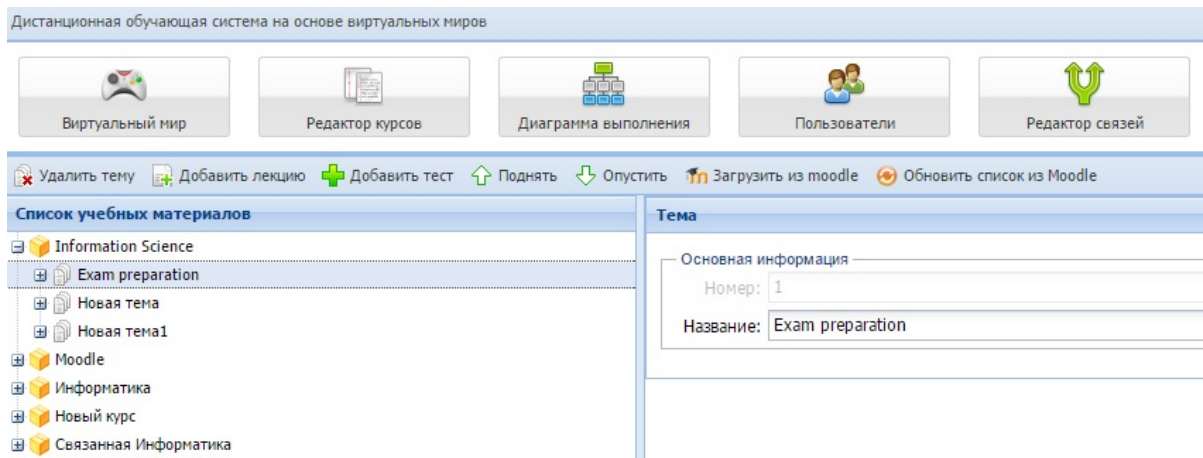 Дистанционная обучающая система на основе виртуальных миров
Виртуальный мир
Редактор курсов
Диаграмма выполнения
Пользователи
Редактор связей
Удалить тему Добавить лекцию Добавить тест Поднять Опустить Загрузить из moodle Обновить список из Moodle
Список учебных материалов
Information Science
Exam preparation
Новая тема
Новая тема1
Moodle
Информатика
Новый курс
Связанная Информатика
Тема
Основная информация
Номер: 1
Название: Exam preparation